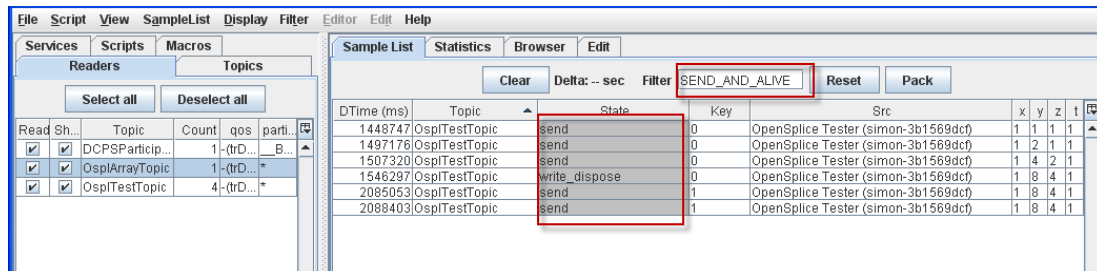 File Script View SampleList Display Filter Editor Edit Help
Services Scripts Macros
Readers Topics
Select all Deselect all
Read Sh... Topic Count qos parti...
DCPSParticip... 1 -(trD... __B...
OsplArrayTopic 1 -(trD... *
OsplTestTopic 4 -(trD... *
Sample List Statistics Browser Edit
Clear Delta: -- sec Filter SEND_AND_ALIVE Reset Pack
DTime (ms) Topic State Key Src x y z t
1448747 OsplTestTopic send 0 OpenSplice Tester (simon-3b1569dcf) 1 1 1 1
1497176 OsplTestTopic send 0 OpenSplice Tester (simon-3b1569dcf) 1 2 1 1
1507320 OsplTestTopic send 0 OpenSplice Tester (simon-3b1569dcf) 1 4 2 1
1546297 OsplTestTopic write_dispose 0 OpenSplice Tester (simon-3b1569dcf) 1 8 4 1
2085053 OsplTestTopic send 1 OpenSplice Tester (simon-3b1569dcf) 1 8 4 1
2088403 OsplTestTopic send 1 OpenSplice Tester (simon-3b1569dcf) 1 8 4 1